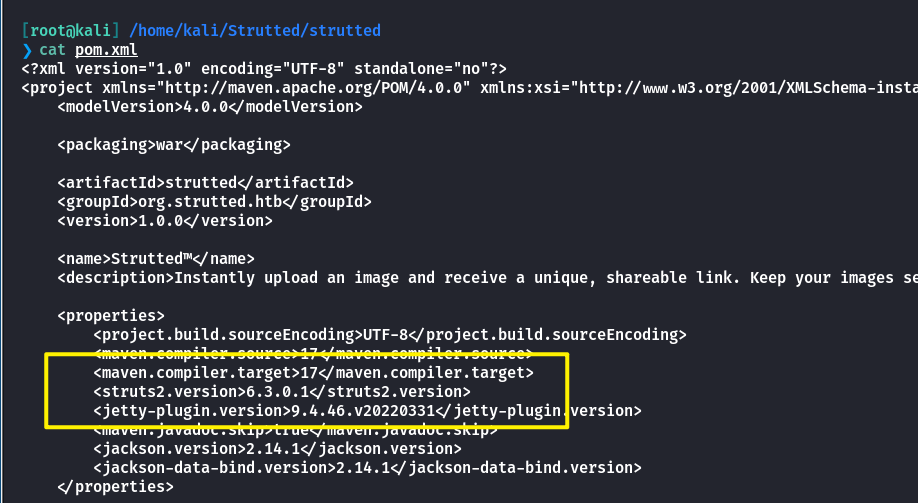 [root@kali] /home/kali/Strutted/strutted
❯ cat pom.xml
<?xml version="1.0" encoding="UTF-8" standalone="no"?>
<project xmlns="http://maven.apache.org/POM/4.0.0" xmlns:xsi="http://www.w3.org/2001/XMLSchema-insta
<modelVersion>4.0.0</modelVersion>
<packaging>war</packaging>
<artifactId>strutted</artifactId>
<groupId>org.strutted.htb</groupId>
<version>1.0.0</version>
<name>Strutted™</name>
<description>Instantly upload an image and receive a unique, shareable link. Keep your images se
<properties>
<project.build.sourceEncoding>UTF-8</project.build.sourceEncoding>
<maven.compiler.source>17</maven.compiler.source>
<maven.compiler.target>17</maven.compiler.target>
<struts2.version>6.3.0.1</struts2.version>
<jetty-plugin.version>9.4.46.v20220331</jetty-plugin.version>
<maven.javadoc.skip>true</maven.javadoc.skip>
<jackson.version>2.14.1</jackson.version>
<jackson-data-bind.version>2.14.1</jackson-data-bind.version>
</properties>